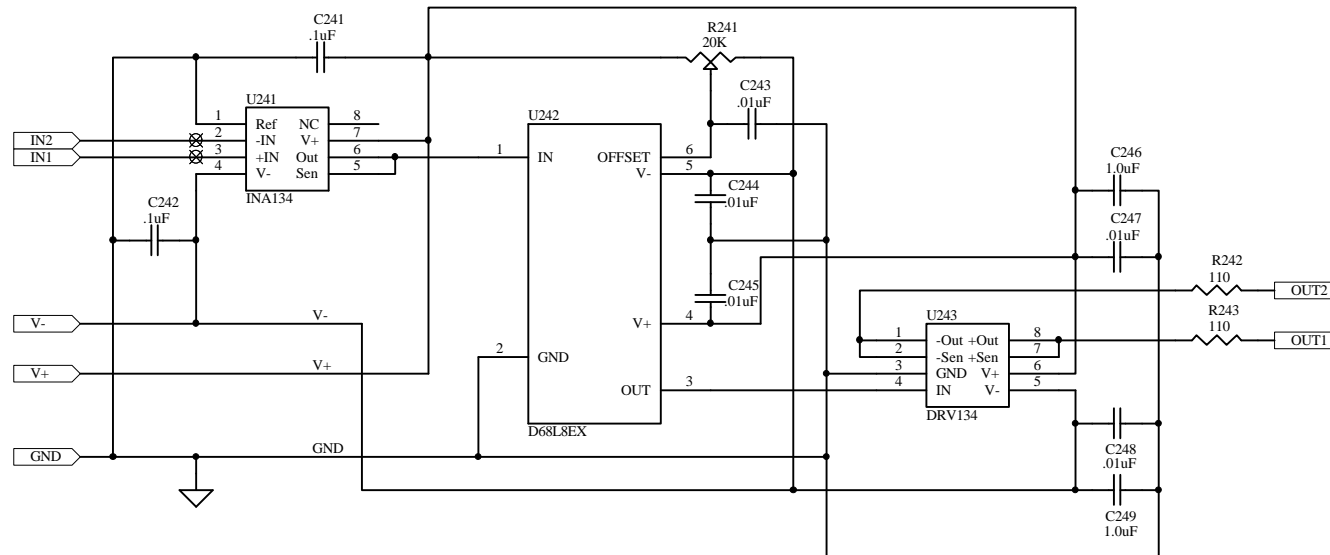 C241
.1uF
R241
20K
C243
.01uF
U241
1 Ref NC 8
2 -IN V+ 7
3 +IN Out 6
4 V- Sen 5
INA134
IN2
IN1
U242
1 IN OFFSET 6
V- 5
C244
.01uF
C245
.01uF
V+ 4
2 GND
OUT 3
D68L8EX
C242
.1uF
C246
1.0uF
C247
.01uF
R242
110
OUT2
R243
110
OUT1
U243
1 -Out +Out 8
2 -Sen +Sen 7
3 GND V+ 6
4 IN V- 5
DRV134
V- V-
V+ V+
GND GND
C248
.01uF
C249
1.0uF